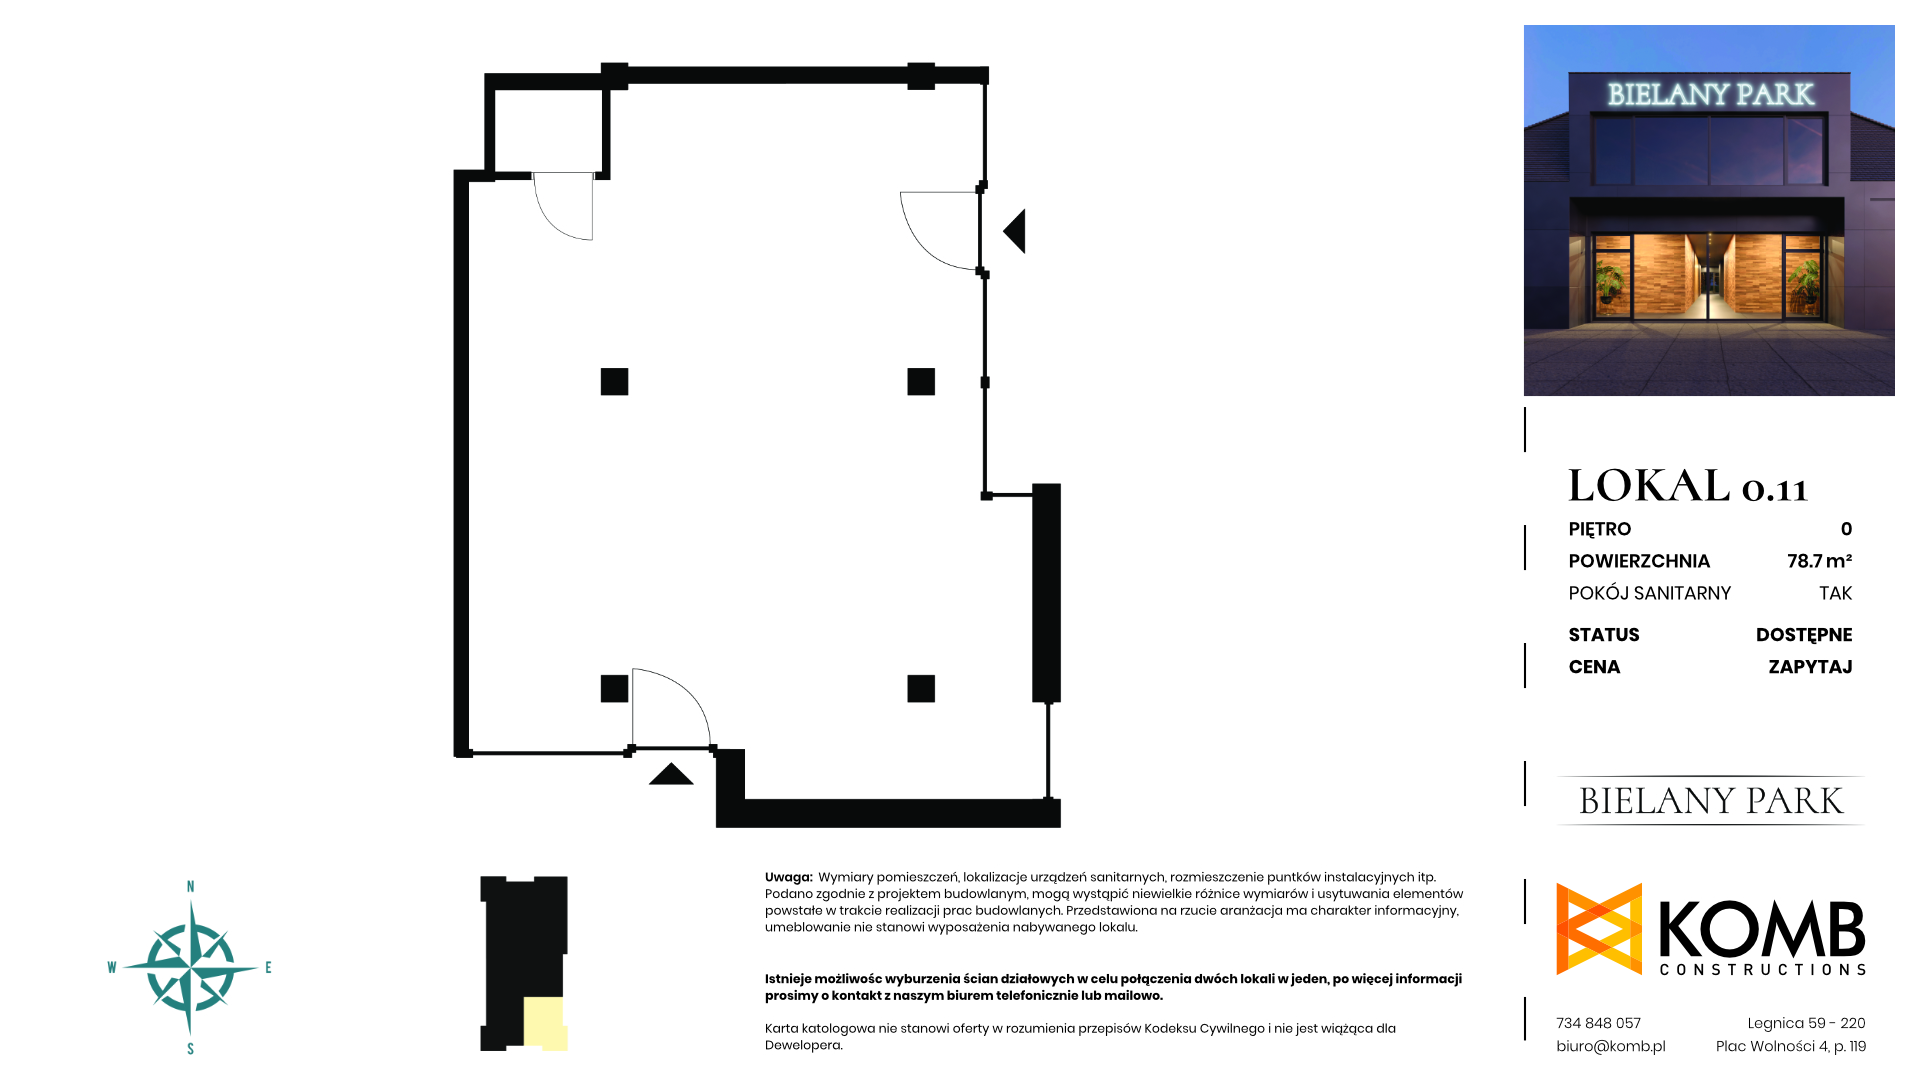 BIELANY PARK
LOKAL 0.11
PIĘTRO 0
POWIERZCHNIA 78.7 m²
POKÓJ SANITARNY TAK
STATUS DOSTĘPNE
CENA ZAPYTAJ
BIELANY PARK
KOMB
CONSTRUCTIONS
734 848 057 Legnica 59 - 220
biuro@komb.pl Plac Wolności 4, p. 119
N
W E
S
Uwaga: Wymiary pomieszczeń, lokalizacje urządzeń sanitarnych, rozmieszczenie puntków instalacyjnych itp.
Podano zgodnie z projektem budowlanym, mogą wystąpić niewielkie różnice wymiarów i usytuwania elementów
powstałe w trakcie realizacji prac budowlanych. Przedstawiona na rzucie aranżacja ma charakter informacyjny,
umeblowanie nie stanowi wyposażenia nabywanego lokalu.
Istnieje możliwośc wyburzenia ścian działowych w celu połączenia dwóch lokali w jeden, po więcej informacji
prosimy o kontakt z naszym biurem telefonicznie lub mailowo.
Karta katologowa nie stanowi oferty w rozumienia przepisów Kodeksu Cywilnego i nie jest wiążąca dla
Dewelopera.